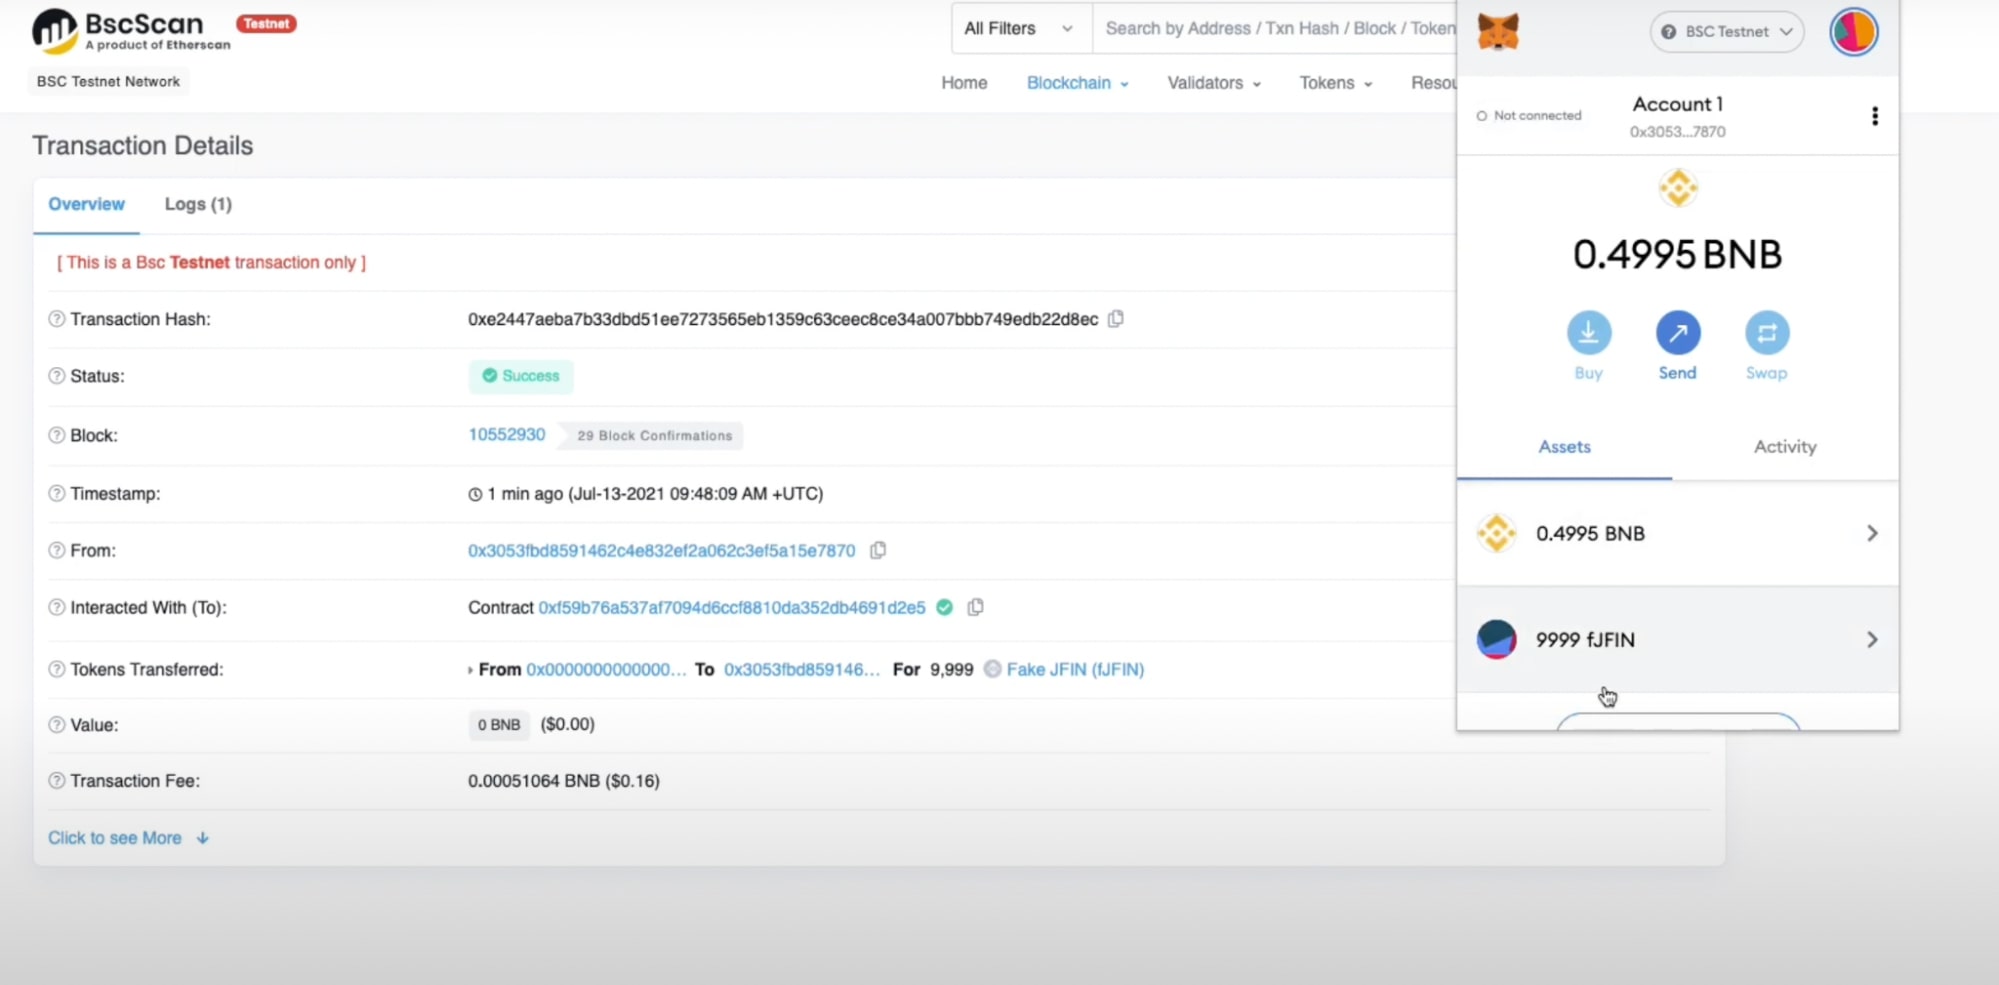 BscScan
A product of Etherscan
Testnet
BSC Testnet Network
All Filters
Search by Address / Txn Hash / Block / Token
Home Blockchain Validators Tokens
Transaction Details
Overview Logs (1)
[ This is a Bsc Testnet transaction only ]
Transaction Hash: 0xe2447aeba7b33dbd51ee7273565eb1359c63ceec8ce34a007bbb749edb22d8ec
Status: Success
Block: 10552930 29 Block Confirmations
Timestamp: 1 min ago (Jul-13-2021 09:48:09 AM +UTC)
From: 0x3053fbd8591462c4e832ef2a062c3ef5a15e7870
Interacted With (To): Contract 0xf59b76a537af7094d6ccf8810da352db4691d2e5
Tokens Transferred: From 0x0000000000000... To 0x3053fbd859146... For 9,999 Fake JFIN (fJFIN)
Value: 0 BNB ($0.00)
Transaction Fee: 0.00051064 BNB ($0.16)
Click to see More
BSC Testnet
Not connected
Account 1
0x3053...7870
0.4995 BNB
Buy Send Swap
Assets Activity
0.4995 BNB
9999 fJFIN